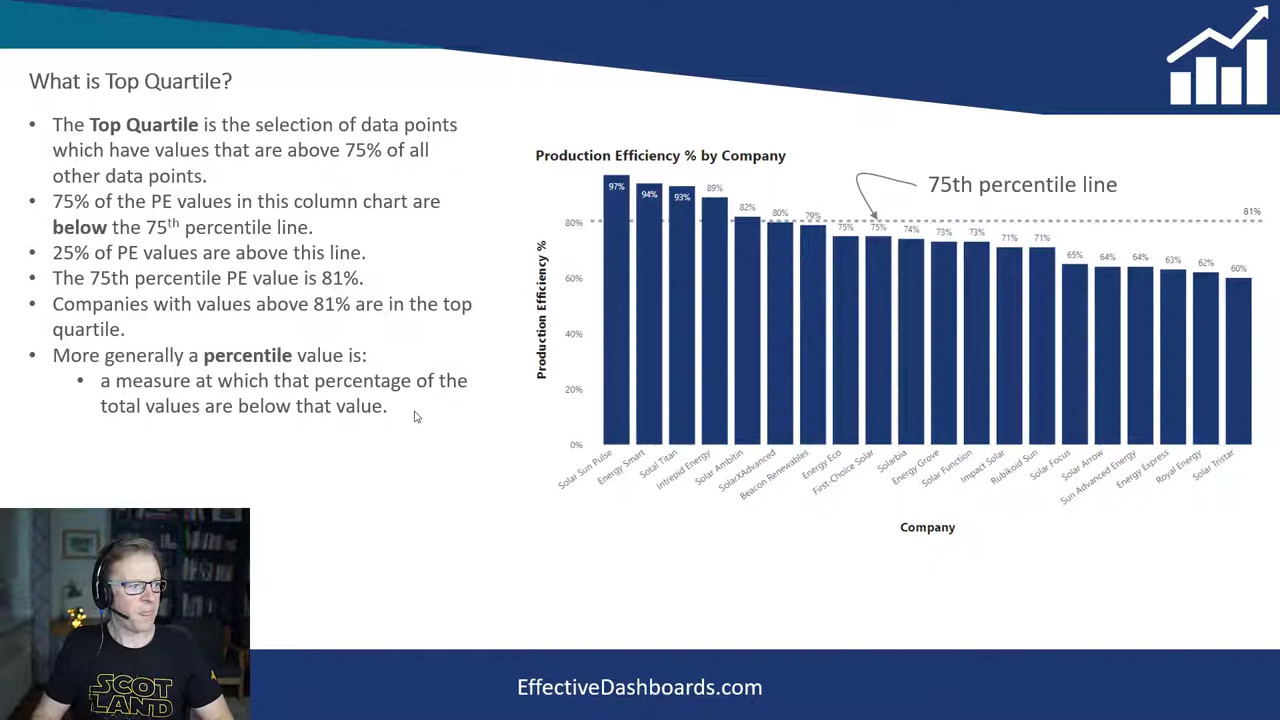 What is Top Quartile?
• The Top Quartile is the selection of data points
which have values that are above 75% of all
other data points.
• 75% of the PE values in this column chart are
below the 75th percentile line.
• 25% of PE values are above this line.
• The 75th percentile PE value is 81%.
• Companies with values above 81% are in the top
quartile.
• More generally a percentile value is:
• a measure at which that percentage of the
total values are below that value.
Production Efficiency % by Company
75th percentile line
81%
97%
94%
93%
89%
82%
80%
79%
75%
75%
74%
73%
73%
71%
71%
65%
64%
64%
63%
62%
60%
Production Efficiency %
80%
60%
40%
20%
0%
Solar Sun Pulse
Energy Smart
Sotal Titan
Intrepid Energy
Solar Ambitin
SolarXAdvanced
Beacon Renewables
Energy Eco
First-Choice Solar
Solarbia
Energy Grove
Solar Function
Impact Solar
Rubikoid Sun
Solar Focus
Solar Arrow
Sun Advanced Energy
Energy Express
Royal Energy
Solar Tristar
Company
SCOT
LAND
EffectiveDashboards.com